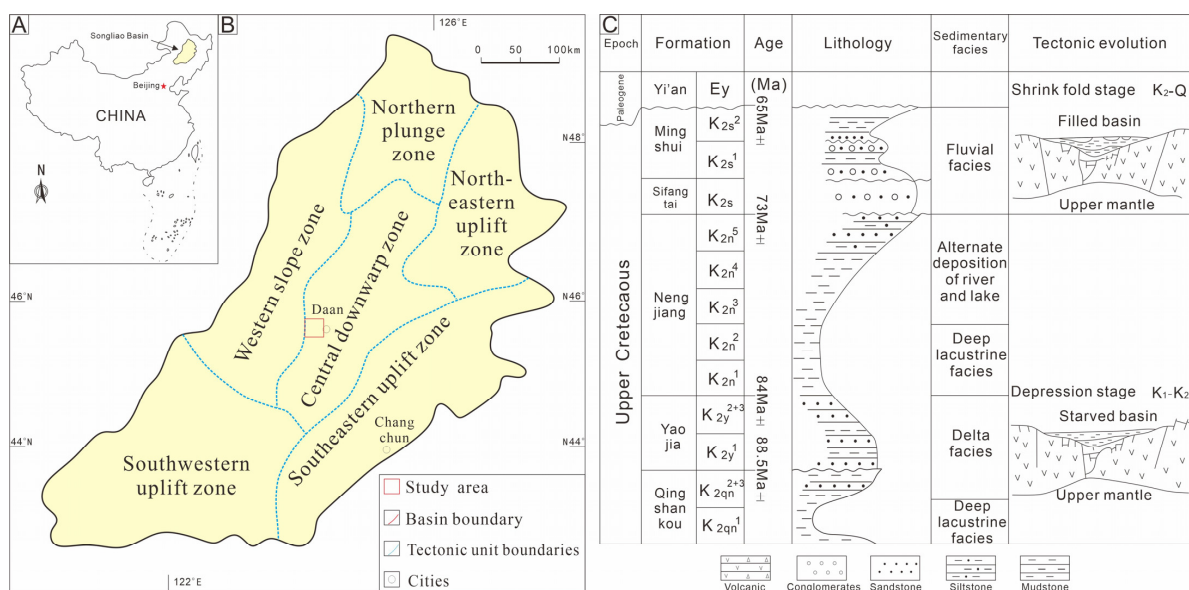 A
Songliao Basin
Beijing
CHINA
N
B
126°E
0 50 100km
Northern
plunge
zone
N48°
North-
eastern
uplift
zone
Western slope zone
Central downwarp zone
Daan
46°N
46°N
Southeastern uplift zone
Chang
chun
44°N
44°N
Southwestern
uplift zone
122°E
Study area
Basin boundary
Tectonic unit boundaries
Cities
C
Epoch
Formation
Age
Lithology
Sedimentary
facies
Tectonic evolution
Paleogene
Yi'an
Ey
(Ma)
65Ma±
Shrink fold stage K₂-Q
Upper Cretecaous
Ming
shui
K2s²
K2s¹
Fluvial
facies
Filled basin
Upper mantle
Sifang
tai
K2s
73Ma±
Neng
jiang
K2n⁵
K2n⁴
K2n³
K2n²
K2n¹
Alternate
deposition
of river
and lake
Deep
lacustrine
facies
84Ma±
Depression stage K₁-K₂
Yao
jia
K2y²⁺³
K2y¹
88.5Ma±
Delta
facies
Starved basin
Upper mantle
Qing
shan
kou
K2qn²⁺³
K2qn¹
Deep
lacustrine
facies
Volcanic
Conglomerates
Sandstone
Siltstone
Mudstone